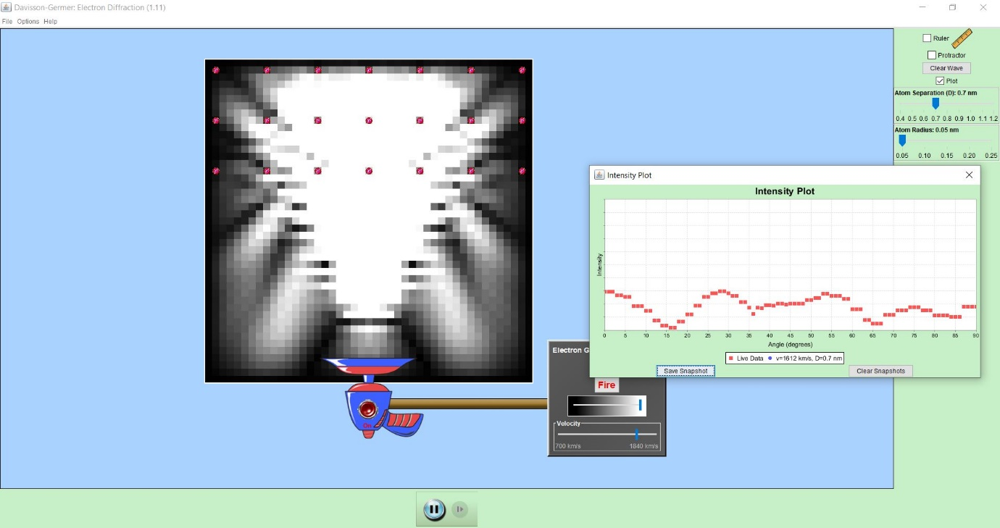 Davisson-Germer: Electron Diffraction (1.11)
File Options Help
Ruler
Protractor
Clear Wave
Plot
Atom Separation (D): 0.7 nm
0.4 0.5 0.6 0.7 0.8 0.9 1.0 1.1 1.2
Atom Radius: 0.05 nm
0.05 0.10 0.15 0.20 0.25
Intensity Plot
Intensity Plot
Intensity
0 5 10 15 20 25 30 35 40 45 50 55 60 65 70 75 80 85 90
Angle (degrees)
Live Data v=1612 km/s, D=0.7 nm
Save Snapshot Clear Snapshots
Electron G
Fire
Velocity
700 km/s 1840 km/s
On